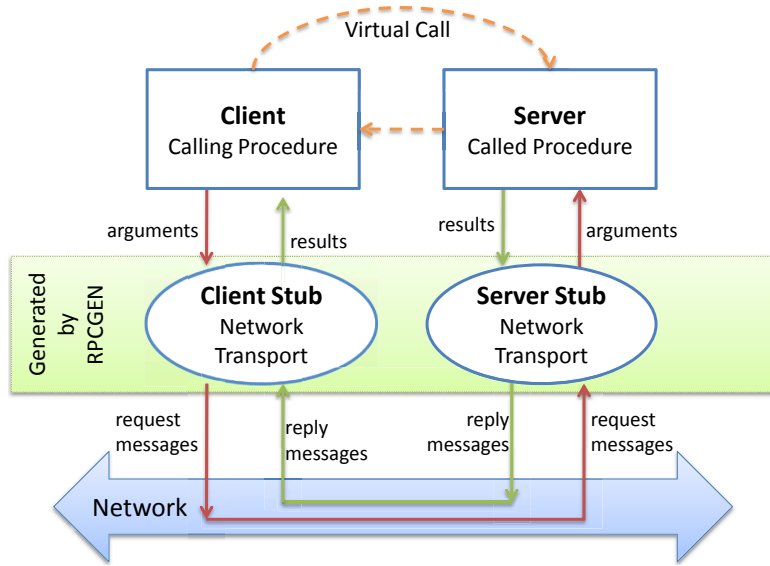 Virtual Call
Client
Calling Procedure
Server
Called Procedure
arguments
results
results
arguments
Generated
by
RPCGEN
Client Stub
Network
Transport
Server Stub
Network
Transport
request
messages
reply
messages
reply
messages
request
messages
Network